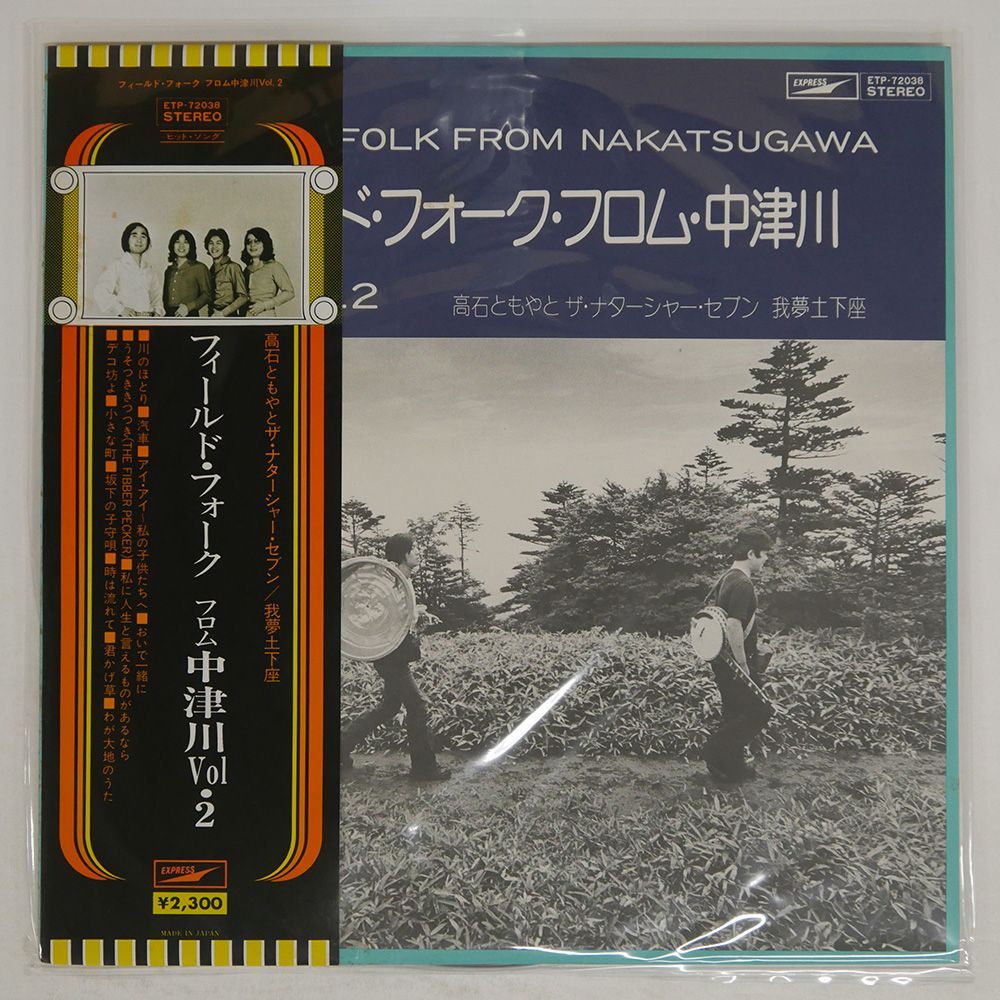 フィールド・フォーク フロム中津川Vol. 2
ETP-72038
STEREO
ヒット・ソング
高石ともやとザ・ナターシャー・セブン／我夢土下座
フィールド・フォーク フロム中津川Vol・2
■川のほとり■汽車■アイ・アイ〜私の子供たちへ■おいで一緒に
■うそつききつつき(THE FIBBER PECKER)■私に人生と言えるものがあるなら
■デコ坊よ■小さな町■坂下の子守唄■時は流れて■君かげ草■わが大地のうた
EXPRESS
¥2,300
MADE IN JAPAN
EXPRESS
ETP-72038
STEREO
FOLK FROM NAKATSUGAWA
ド・フォーク・フロム・中津川
.2
高石ともやと ザ・ナターシャー・セブン 我夢土下座